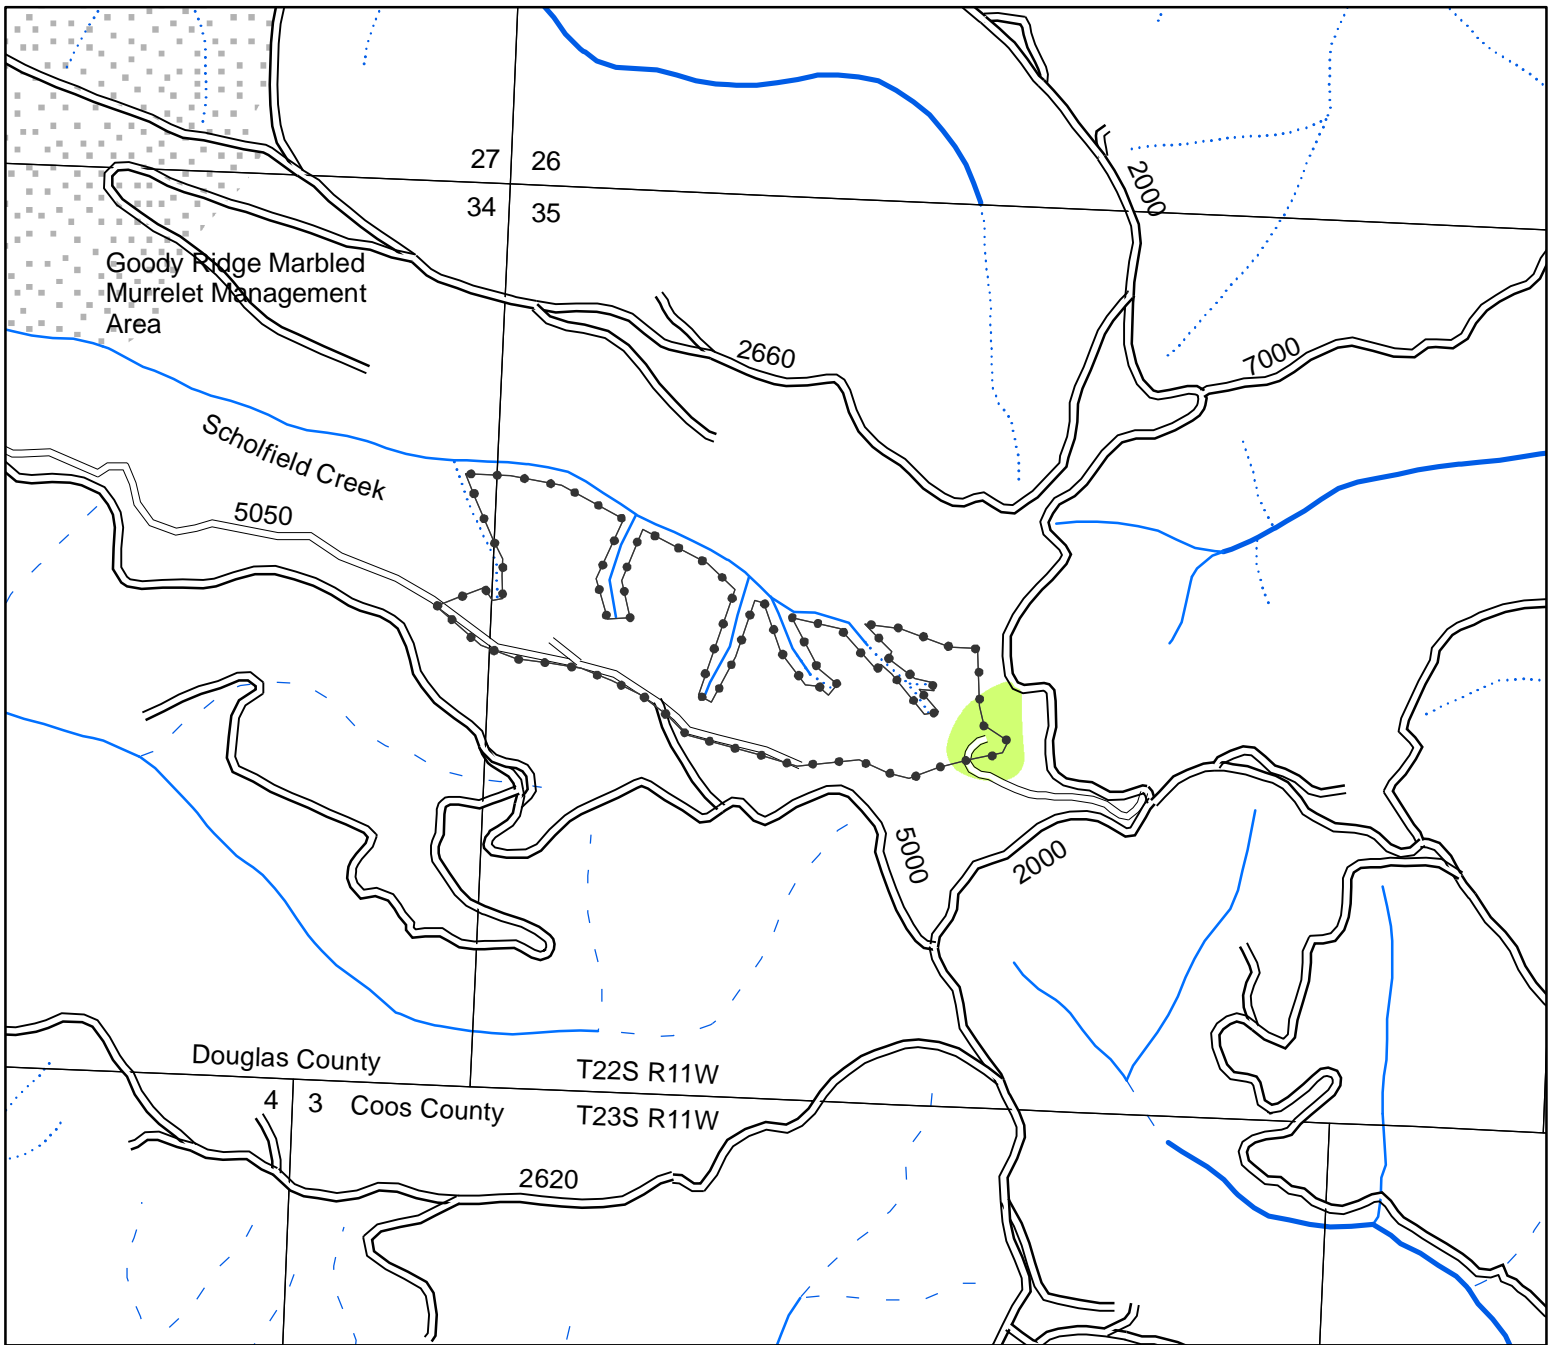 27 26
2000
34 35
Goody Ridge Marbled
Murrelet Management
Area
2660
7000
Scholfield Creek
5050
5000
2000
Douglas County
T22S R11W
4 3 Coos County
T23S R11W
2620